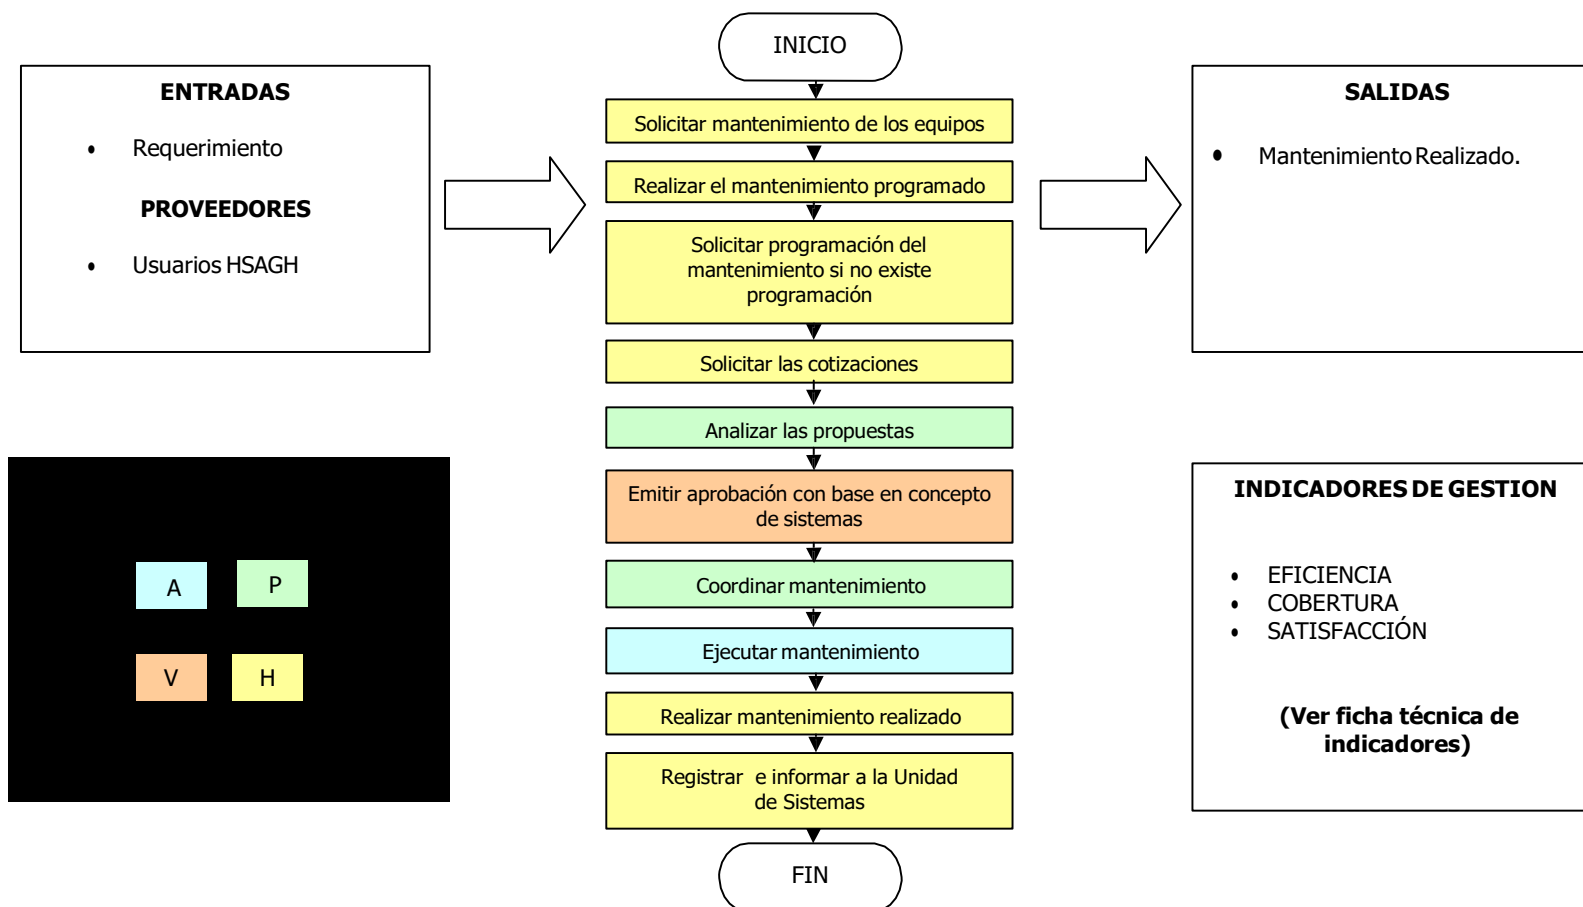 INICIO
ENTRADAS
• Requerimiento
PROVEEDORES
• Usuarios HSAGH
Solicitar mantenimiento de los equipos
Realizar el mantenimiento programado
Solicitar programación del
mantenimiento si no existe
programación
Solicitar las cotizaciones
Analizar las propuestas
Emitir aprobación con base en concepto
de sistemas
Coordinar mantenimiento
Ejecutar mantenimiento
Realizar mantenimiento realizado
Registrar e informar a la Unidad
de Sistemas
FIN
SALIDAS
• Mantenimiento Realizado.
A
P
V
H
INDICADORES DE GESTION
• EFICIENCIA
• COBERTURA
• SATISFACCIÓN
(Ver ficha técnica de
indicadores)